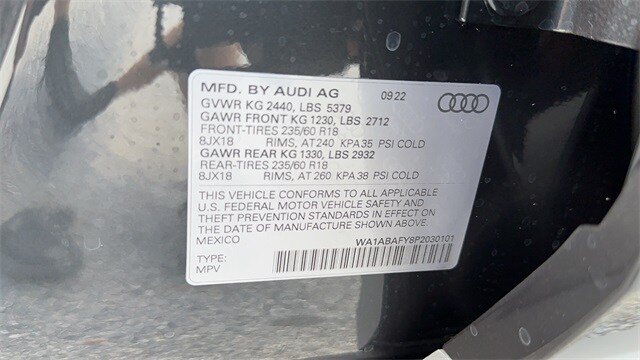 MFD. BY AUDI AG 09.22
GVWR KG 2440, LBS 5379
GAWR FRONT KG 1230, LBS 2712
FRONT-TIRES 235/60 R18
8JX18 RIMS, AT 240 KPA 35 PSI COLD
GAWR REAR KG 1330, LBS 2932
REAR-TIRES 235/60 R18
8JX18 RIMS, AT 260 KPA 38 PSI COLD
THIS VEHICLE CONFORMS TO ALL APPLICABLE
U.S. FEDERAL MOTOR VEHICLE SAFETY AND
THEFT PREVENTION STANDARDS IN EFFECT ON
THE DATE OF MANUFACTURE SHOWN ABOVE.
MEXICO WA1ABAFY8P2030101
TYPE:
MPV